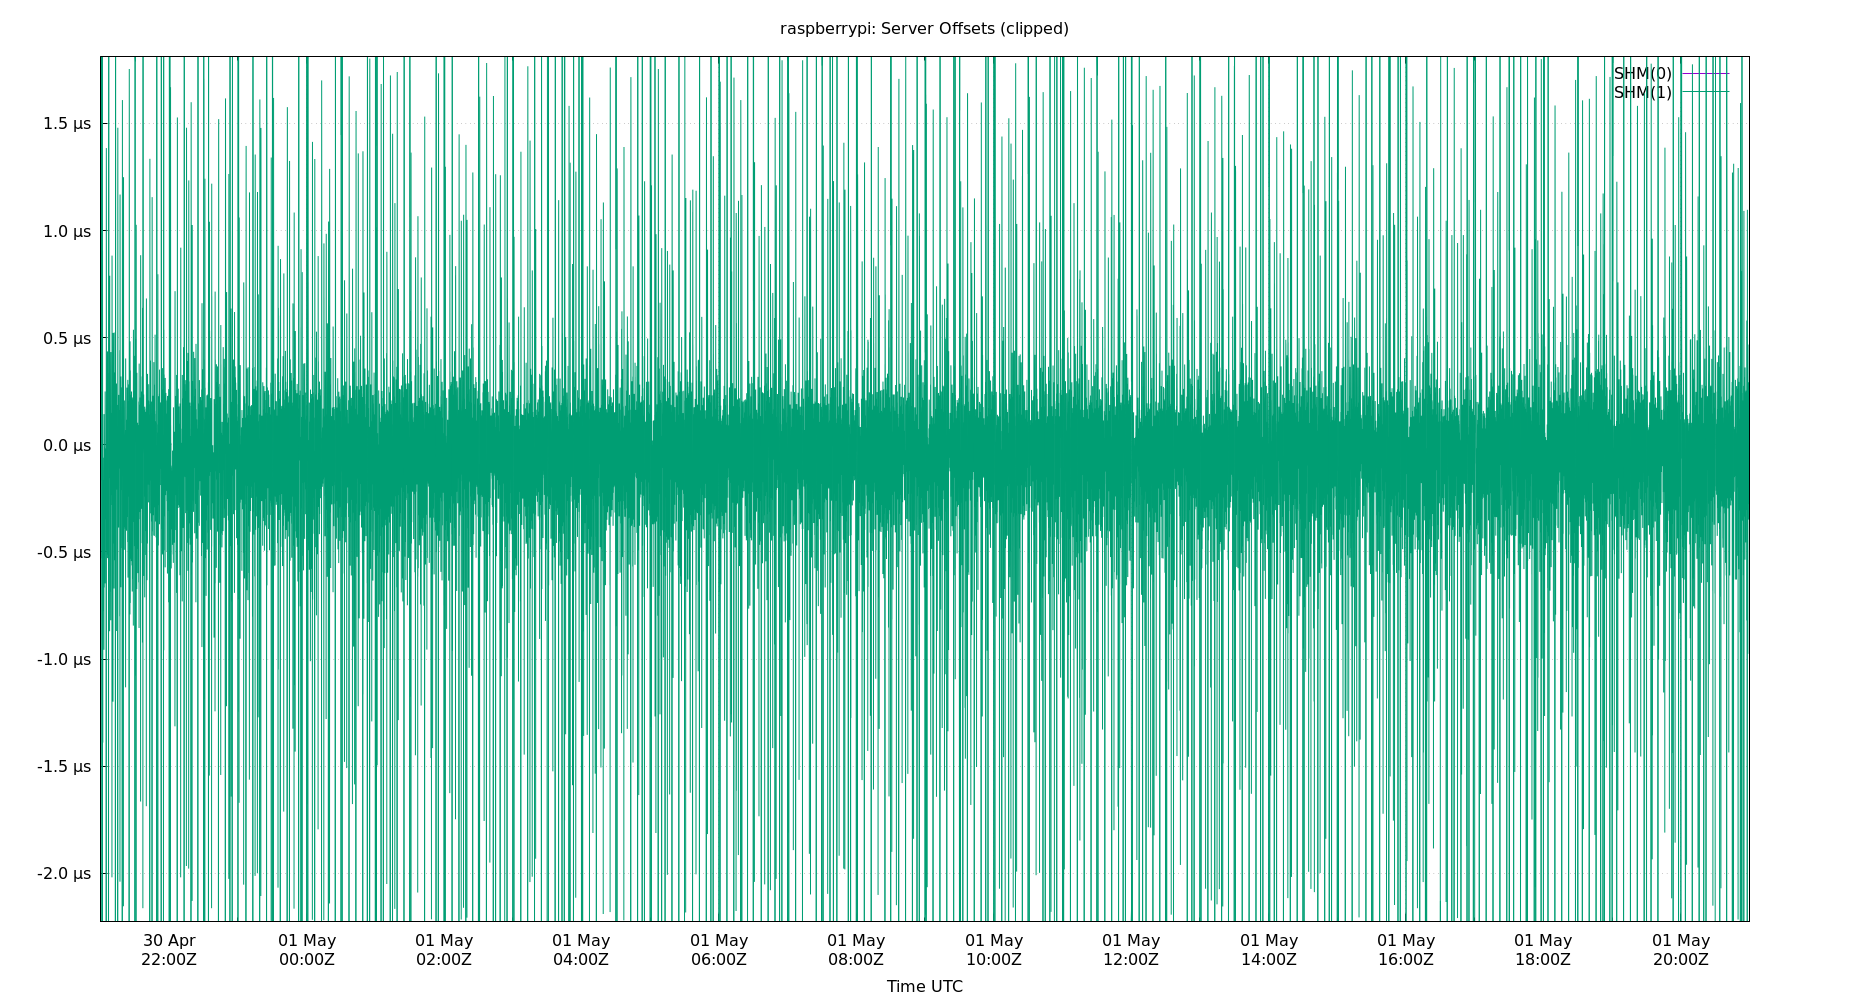 raspberrypi: Server Offsets (clipped)
SHM(0)
SHM(1)
1.5 µs
1.0 µs
0.5 µs
0.0 µs
-0.5 µs
-1.0 µs
-1.5 µs
-2.0 µs
30 Apr 01 May 01 May 01 May 01 May 01 May 01 May 01 May 01 May 01 May 01 May 01 May
22:00Z 00:00Z 02:00Z 04:00Z 06:00Z 08:00Z 10:00Z 12:00Z 14:00Z 16:00Z 18:00Z 20:00Z
Time UTC